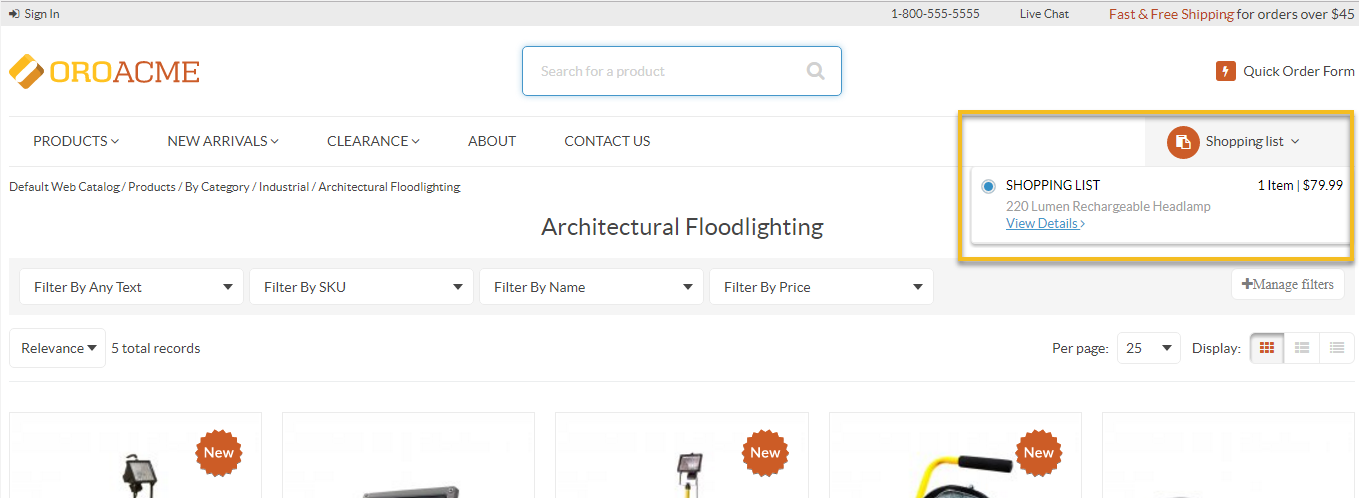 Sign In 1-800-555-5555 Live Chat Fast & Free Shipping for orders over $45
OROACME Search for a product Quick Order Form
PRODUCTS NEW ARRIVALS CLEARANCE ABOUT CONTACT US Shopping list
Default Web Catalog / Products / By Category / Industrial / Architectural Floodlighting
SHOPPING LIST 1 Item | $79.99
220 Lumen Rechargeable Headlamp
View Details
Architectural Floodlighting
Filter By Any Text Filter By SKU Filter By Name Filter By Price Manage filters
Relevance 5 total records Per page: 25 Display:
New New New